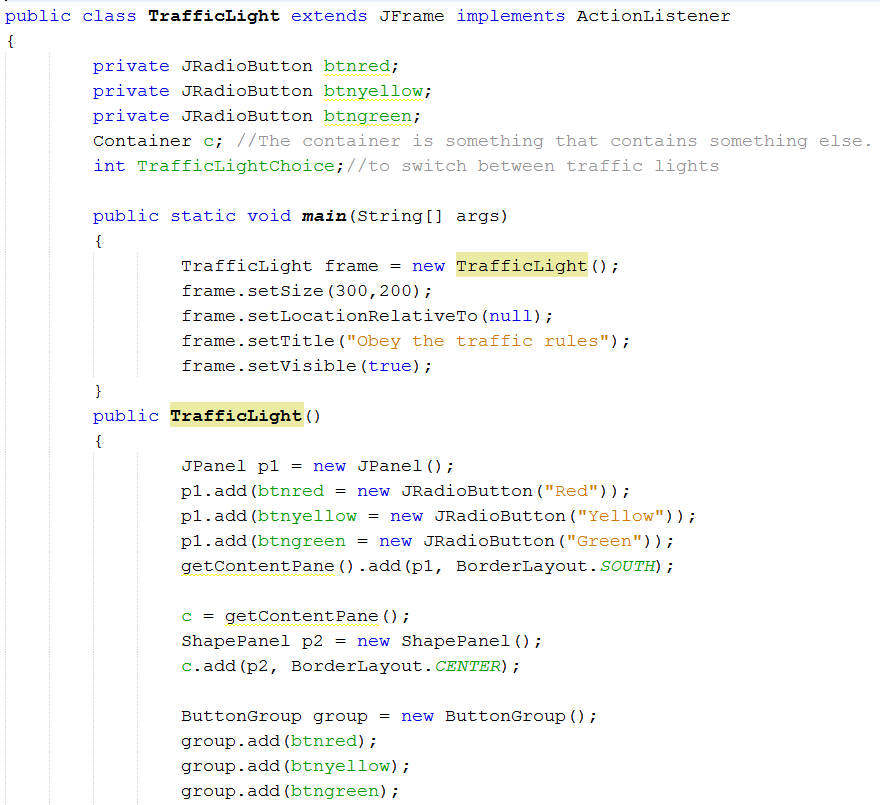 public class TrafficLight extends JFrame implements ActionListener
{
private JRadioButton btnred;
private JRadioButton btnyellow;
private JRadioButton btngreen;
Container c; //The container is something that contains something else.
int TrafficLightChoice;//to switch between traffic lights
public static void main(String[] args)
{
TrafficLight frame = new TrafficLight();
frame.setSize(300,200);
frame.setLocationRelativeTo(null);
frame.setTitle("Obey the traffic rules");
frame.setVisible(true);
}
public TrafficLight()
{
JPanel p1 = new JPanel();
p1.add(btnred = new JRadioButton("Red"));
p1.add(btnyellow = new JRadioButton("Yellow"));
p1.add(btngreen = new JRadioButton("Green"));
getContentPane().add(p1, BorderLayout.SOUTH);
c = getContentPane();
ShapePanel p2 = new ShapePanel();
c.add(p2, BorderLayout.CENTER);
ButtonGroup group = new ButtonGroup();
group.add(btnred);
group.add(btnyellow);
group.add(btngreen);